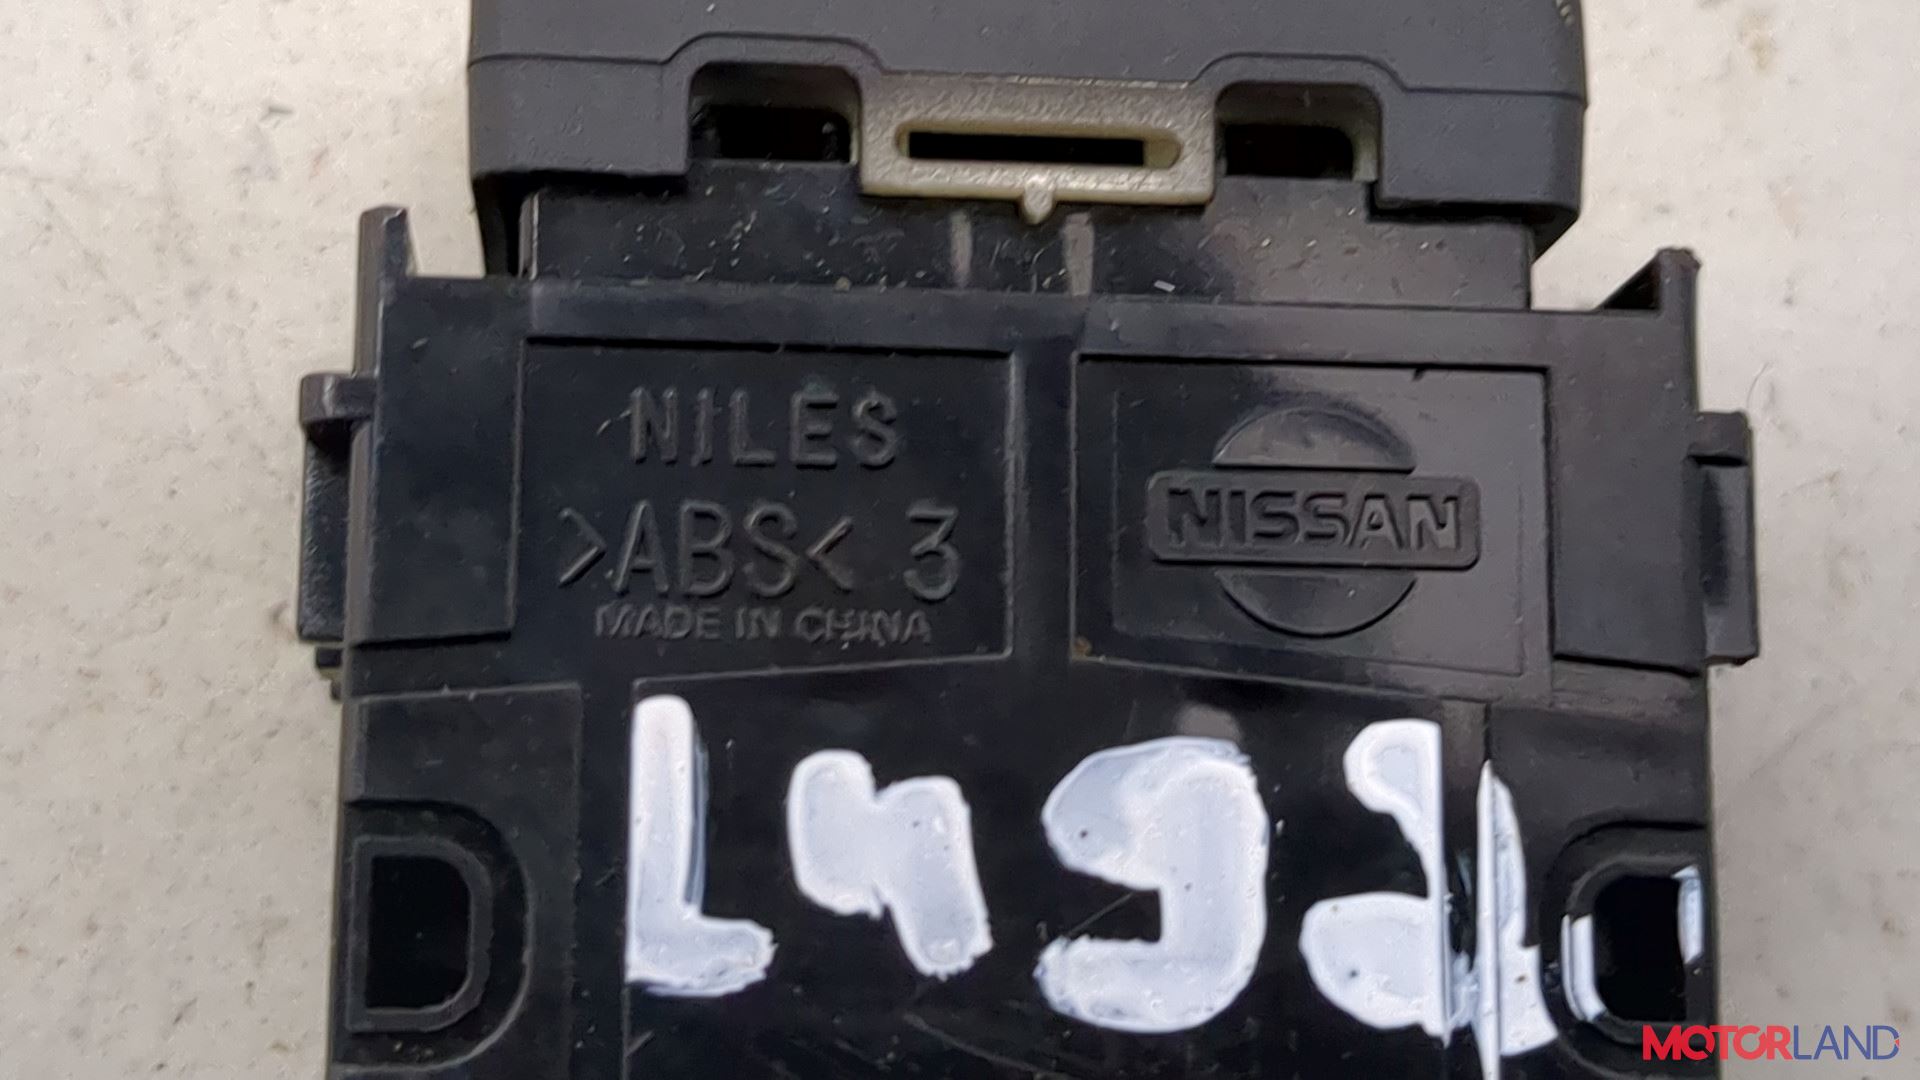 NILES
>ABS< 3
MADE IN CHINA
NISSAN
MOTORLAND